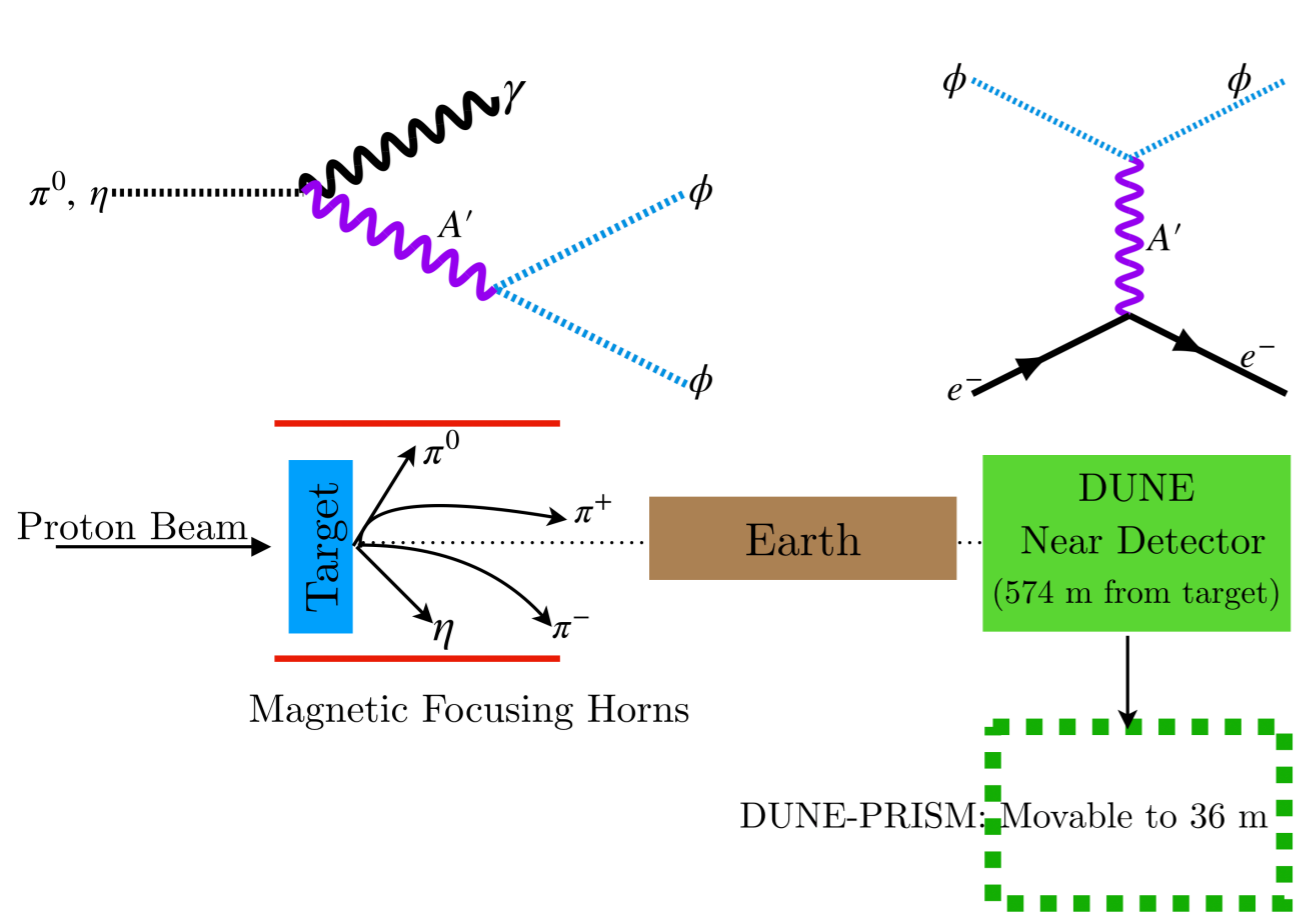 γ
π⁰, η
A′
ϕ
ϕ
ϕ
ϕ
A′
e⁻
e⁻
Proton Beam
Target
π⁰
π⁺
η
π⁻
Magnetic Focusing Horns
Earth
DUNE
Near Detector
(574 m from target)
DUNE-PRISM: Movable to 36 m